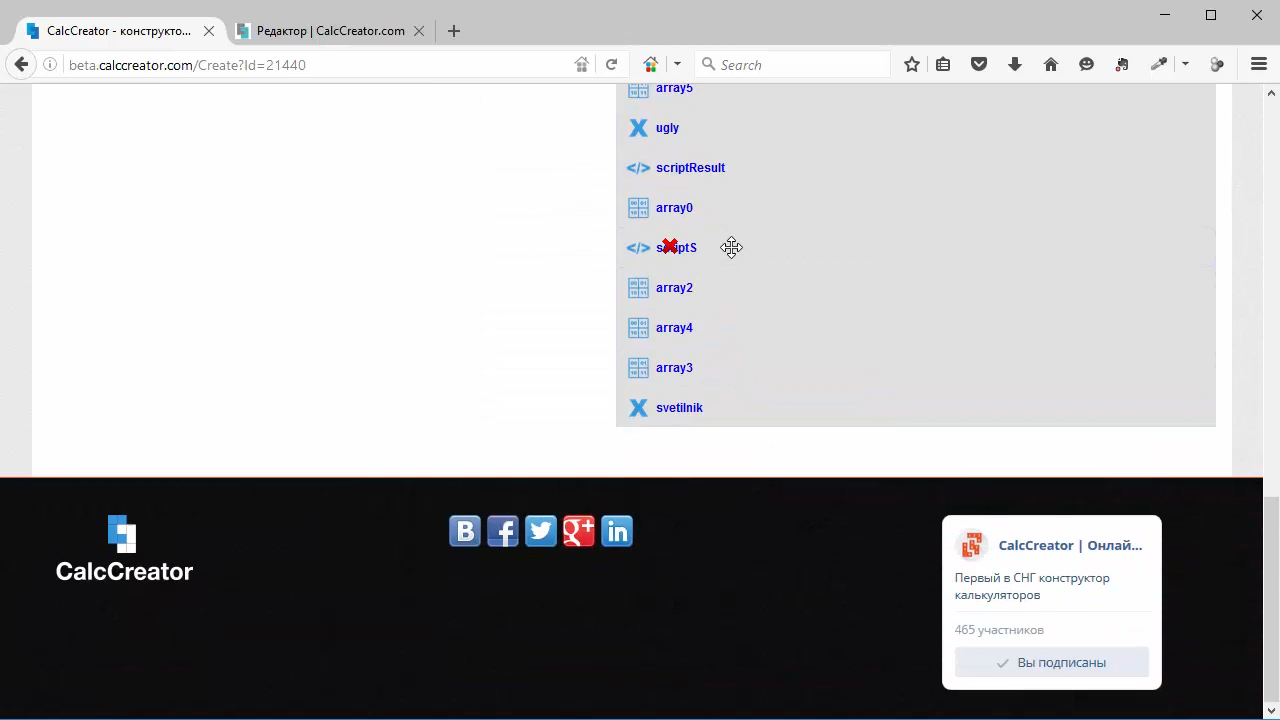 CalcCreator - конструкто...
Редактор | CalcCreator.com
beta.calccreator.com/Create?Id=21440
Search
array5
ugly
</> scriptResult
array0
</> scriptS
array2
array4
array3
svetilnik
CalcCreator
CalcCreator | Онлай...
Первый в СНГ конструктор
калькуляторов
465 участников
Вы подписаны